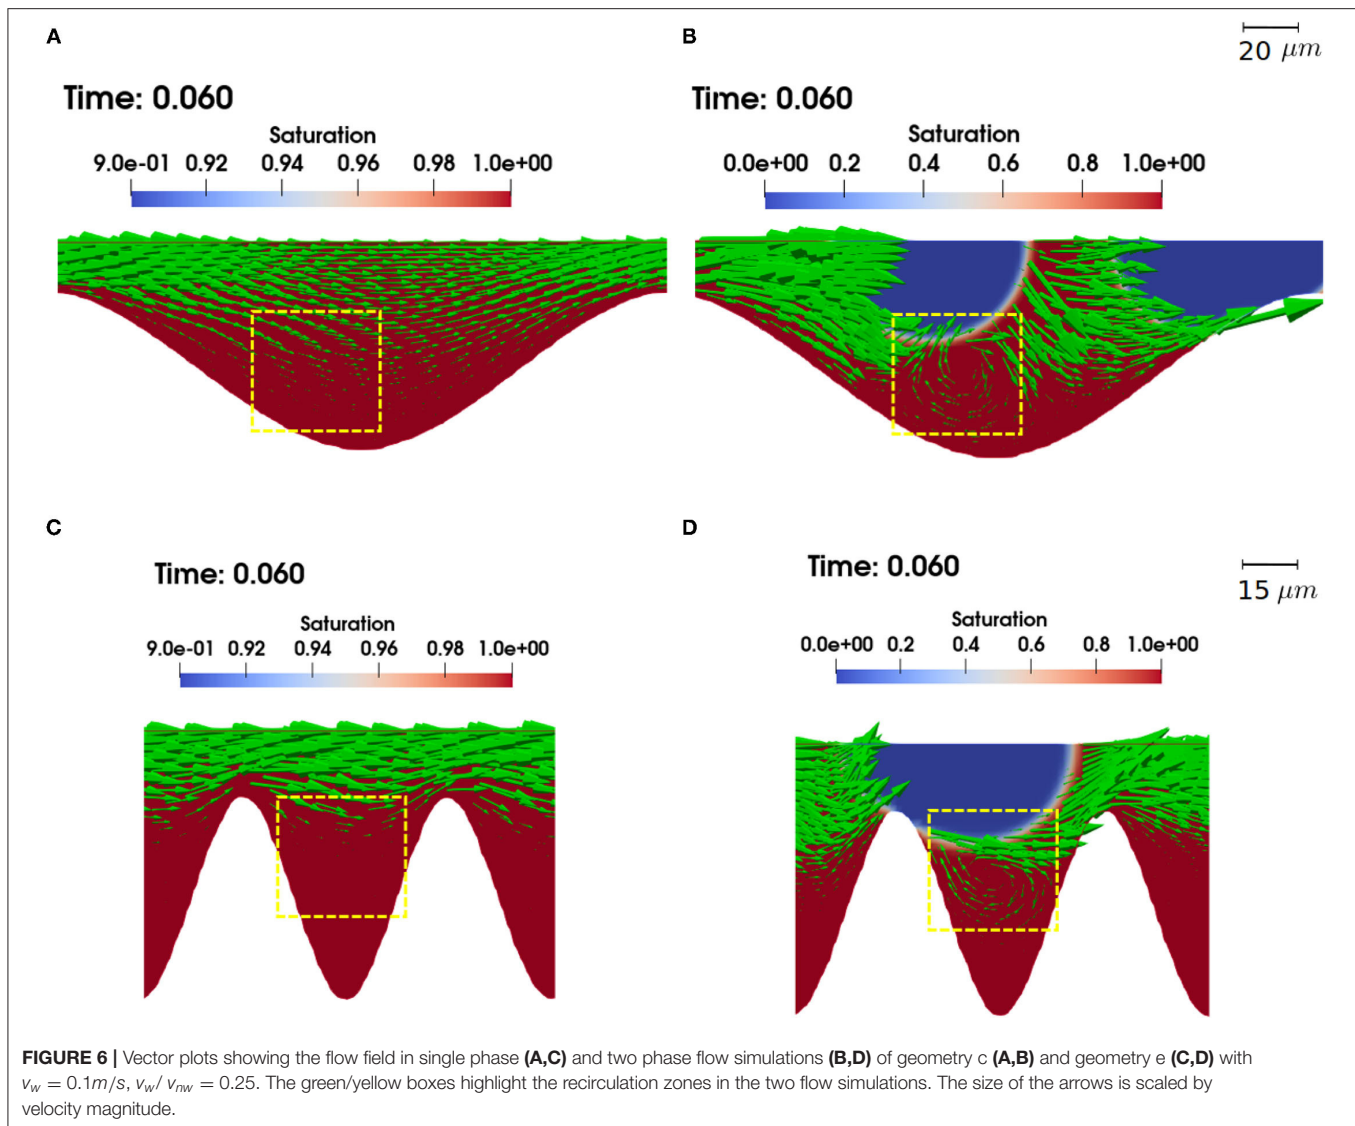 A
B
20 μm
Time: 0.060
Time: 0.060
Saturation
9.0e-01 0.92 0.94 0.96 0.98 1.0e+00
Saturation
0.0e+00 0.2 0.4 0.6 0.8 1.0e+00
C
D
Time: 0.060
Time: 0.060
15 μm
Saturation
9.0e-01 0.92 0.94 0.96 0.98 1.0e+00
Saturation
0.0e+00 0.2 0.4 0.6 0.8 1.0e+00
FIGURE 6 | Vector plots showing the flow field in single phase (A,C) and two phase flow simulations (B,D) of geometry c (A,B) and geometry e (C,D) with
v_w = 0.1m/s, v_w/ v_nw = 0.25. The green/yellow boxes highlight the recirculation zones in the two flow simulations. The size of the arrows is scaled by
velocity magnitude.